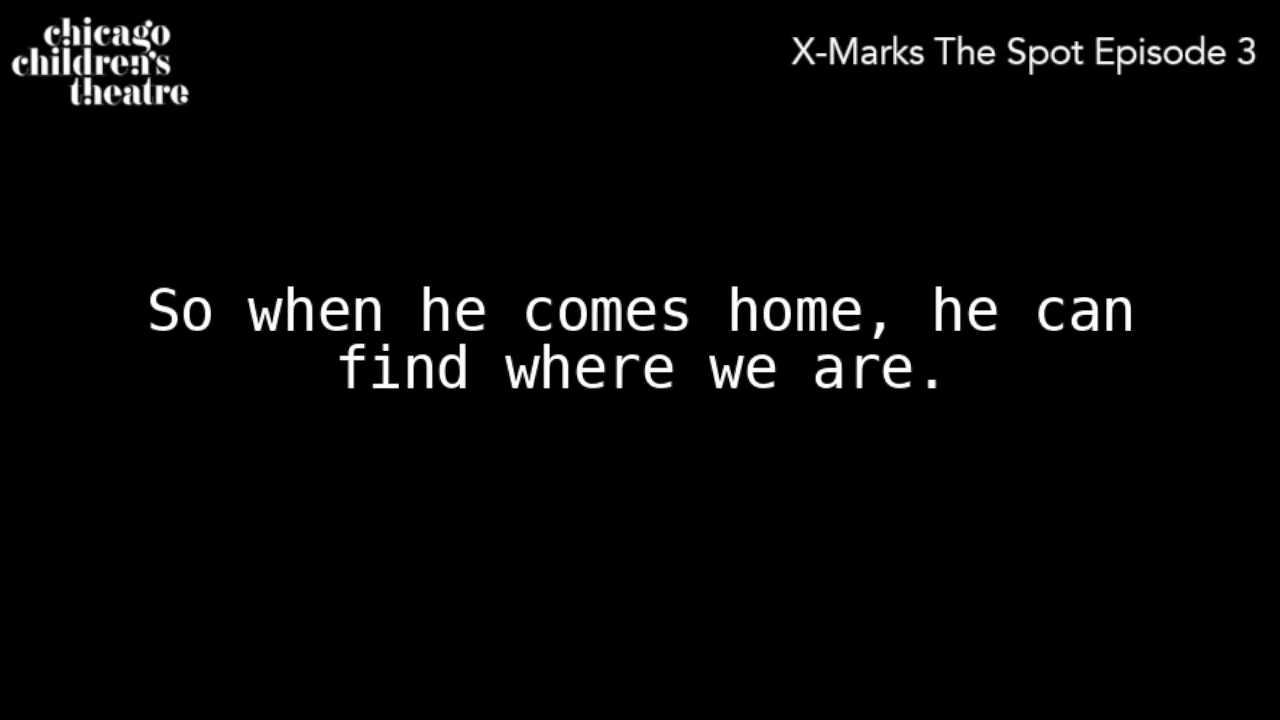 chicago
children's
theatre
X-Marks The Spot Episode 3
So when he comes home, he can
find where we are.